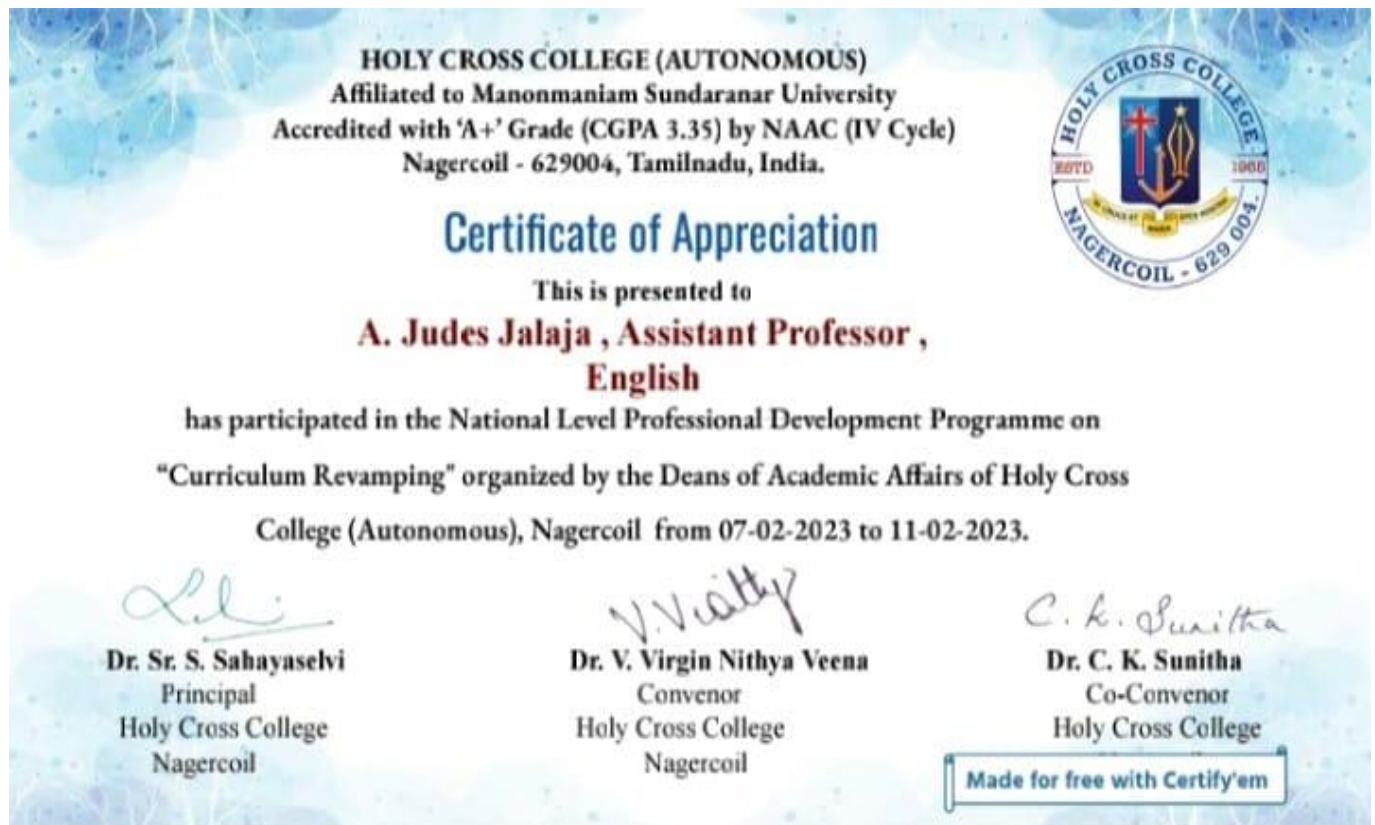 HOLY CROSS COLLEGE (AUTONOMOUS)
Affiliated to Manonmaniam Sundaranar University
Accredited with ‘A+’ Grade (CGPA 3.35) by NAAC (IV Cycle)
Nagercoil - 629004, Tamilnadu, India.
HOLY CROSS COLLEGE
ESTD 1965
NAGERCOIL - 629 004.
Certificate of Appreciation
This is presented to
A. Judes Jalaja , Assistant Professor ,
English
has participated in the National Level Professional Development Programme on
“Curriculum Revamping” organized by the Deans of Academic Affairs of Holy Cross
College (Autonomous), Nagercoil from 07-02-2023 to 11-02-2023.
C. K. Sunitha
Dr. Sr. S. Sahayaselvi
Principal
Holy Cross College
Nagercoil
Dr. V. Virgin Nithya Veena
Convenor
Holy Cross College
Nagercoil
Dr. C. K. Sunitha
Co-Convenor
Holy Cross College
Made for free with Certify'em